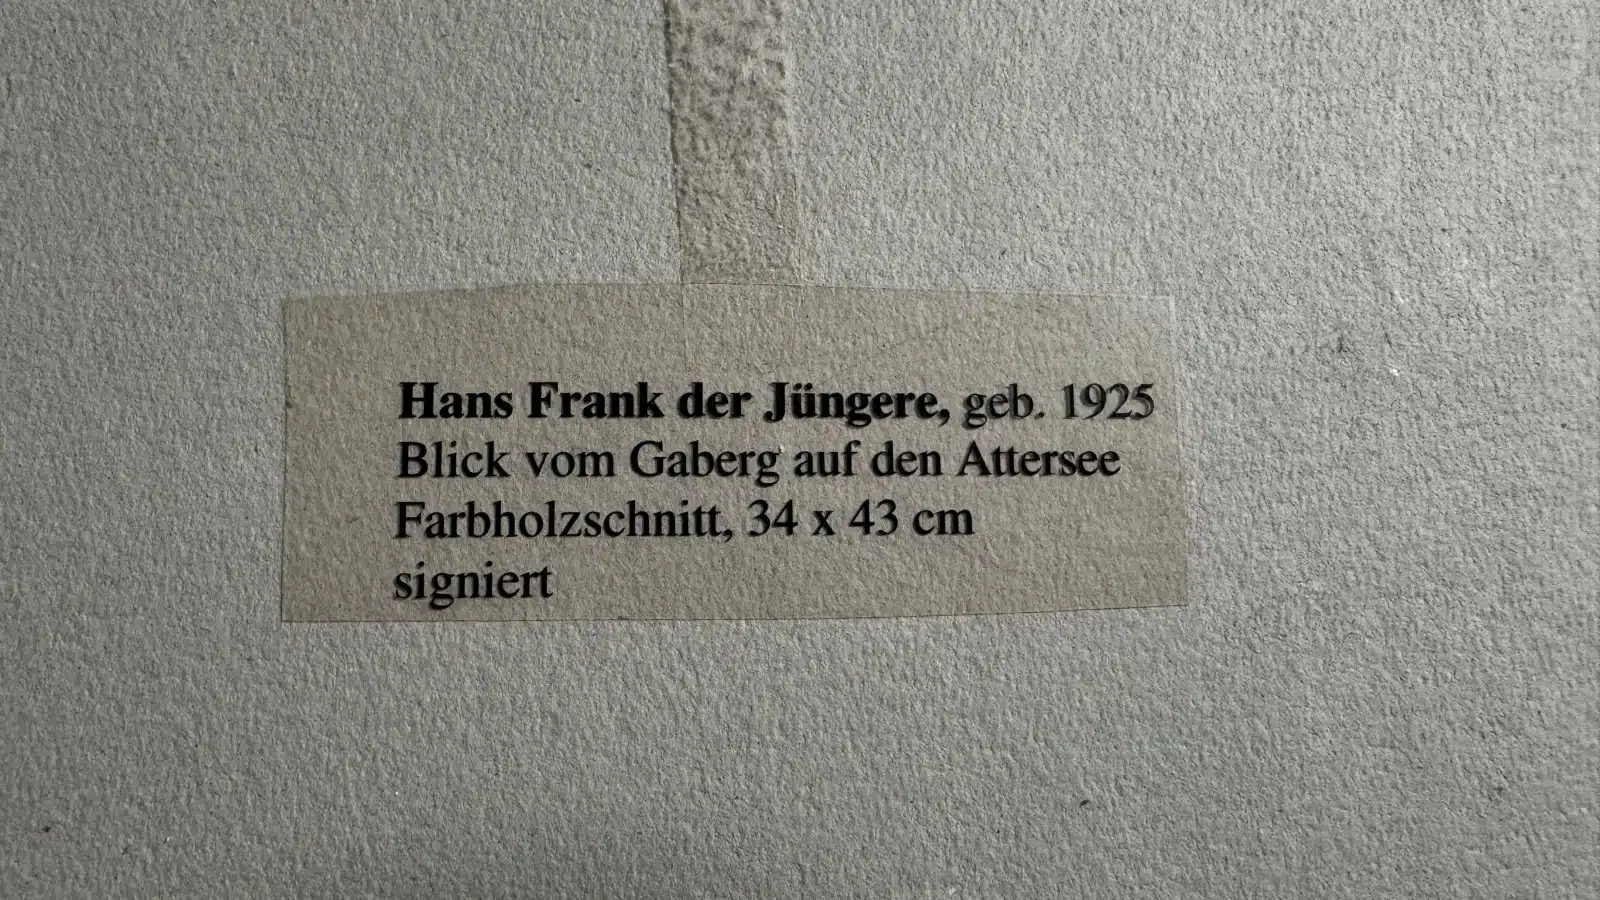 Hans Frank der Jüngere, geb. 1925
Blick vom Gaberg auf den Attersee
Farbholzschnitt, 34 x 43 cm
signiert